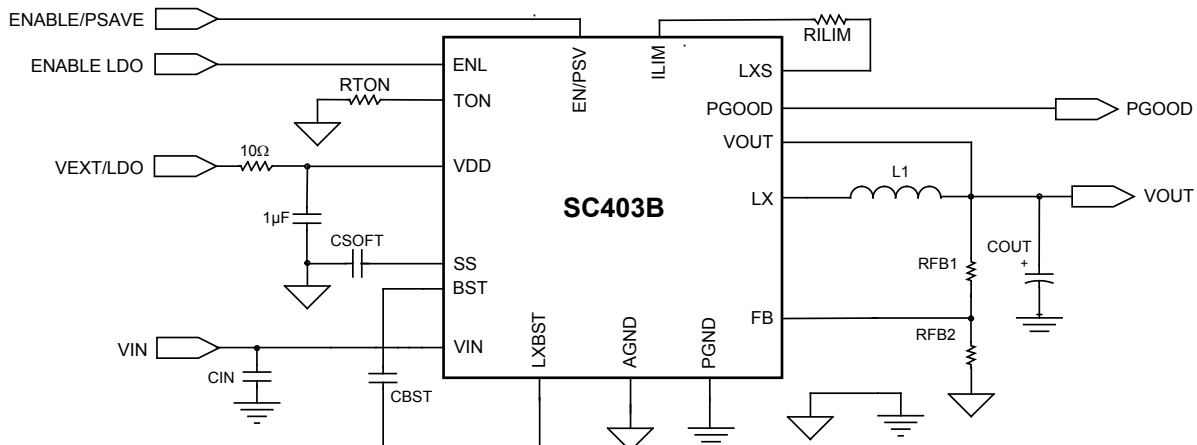 ENABLE/PSAVE
ENABLE LDO
VEXT/LDO
VIN
RTON
10Ω
1µF
CSOFT
CIN
CBST
ENL
TON
VDD
SS
BST
VIN
EN/PSV
ILIM
SC403B
LXBST
AGND
PGND
LXS
PGOOD
VOUT
LX
FB
RILIM
L1
RFB1
RFB2
COUT
+
PGOOD
VOUT